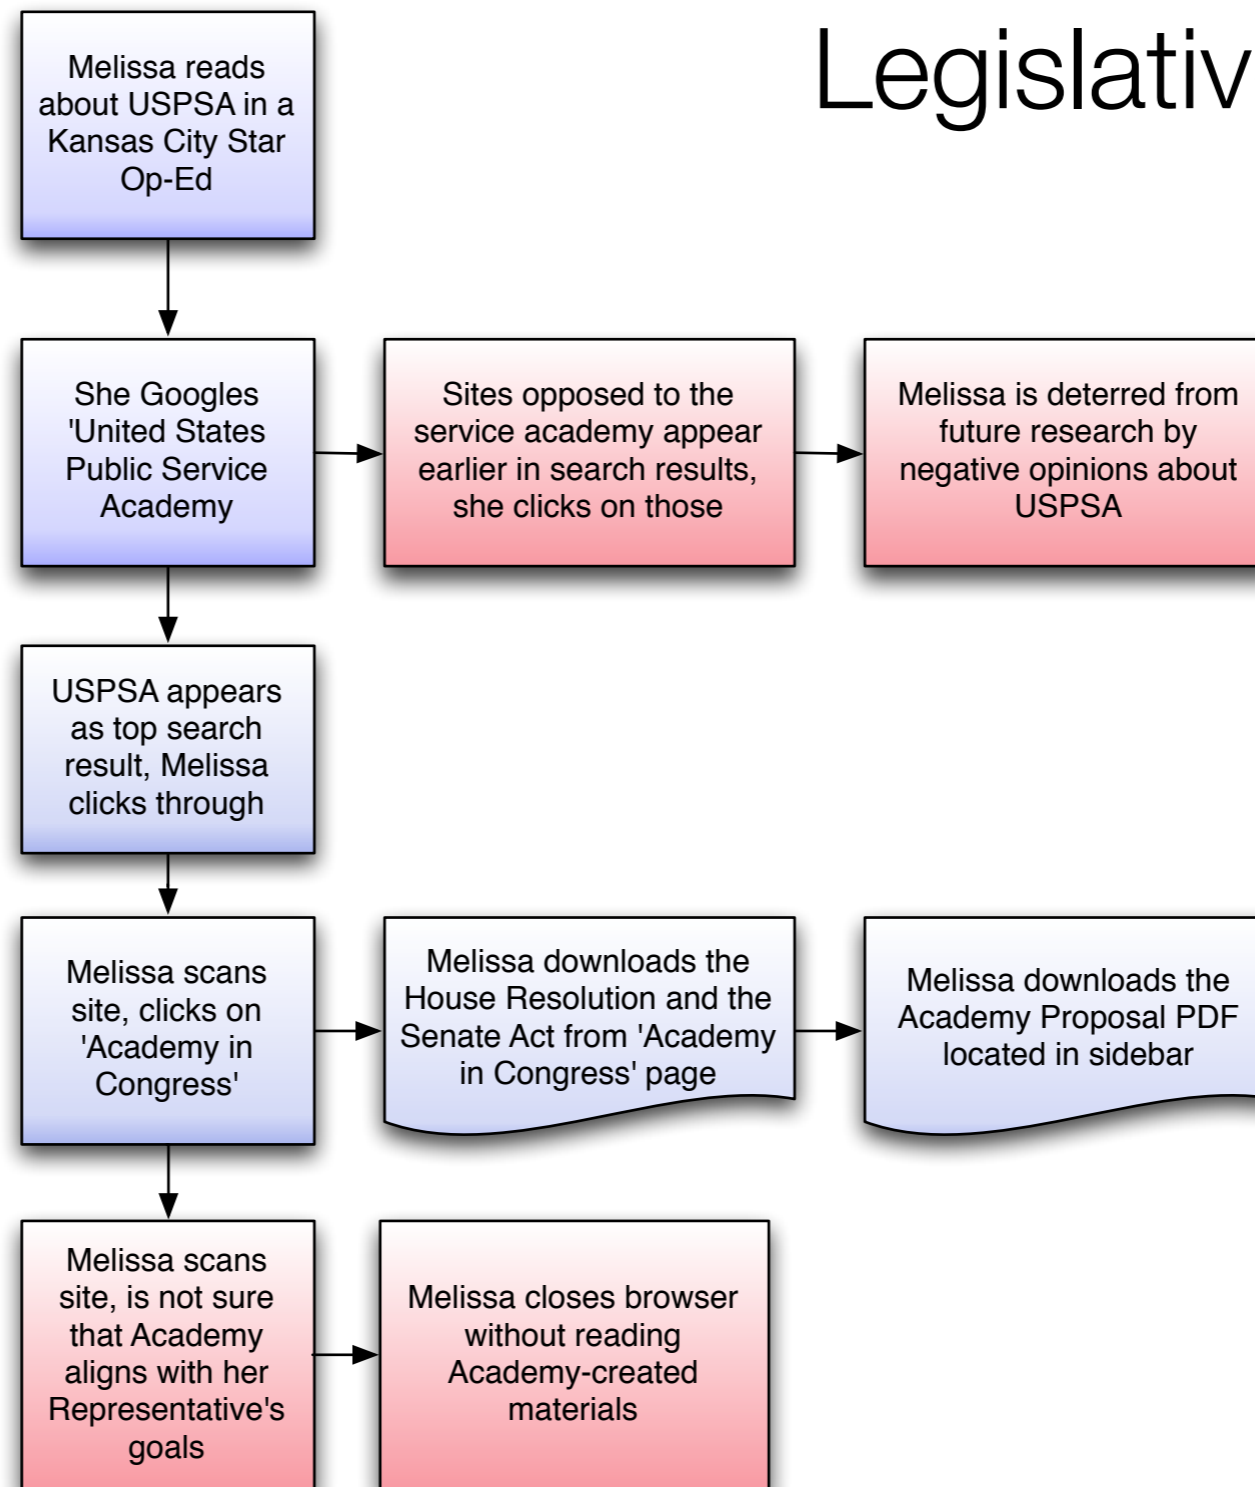 Legislativ
Melissa reads
about USPSA in a
Kansas City Star
Op-Ed
She Googles
'United States
Public Service
Academy
Sites opposed to the
service academy appear
earlier in search results,
she clicks on those
Melissa is deterred from
future research by
negative opinions about
USPSA
USPSA appears
as top search
result, Melissa
clicks through
Melissa scans
site, clicks on
'Academy in
Congress'
Melissa downloads the
House Resolution and the
Senate Act from 'Academy
in Congress' page
Melissa downloads the
Academy Proposal PDF
located in sidebar
Melissa scans
site, is not sure
that Academy
aligns with her
Representative's
goals
Melissa closes browser
without reading
Academy-created
materials